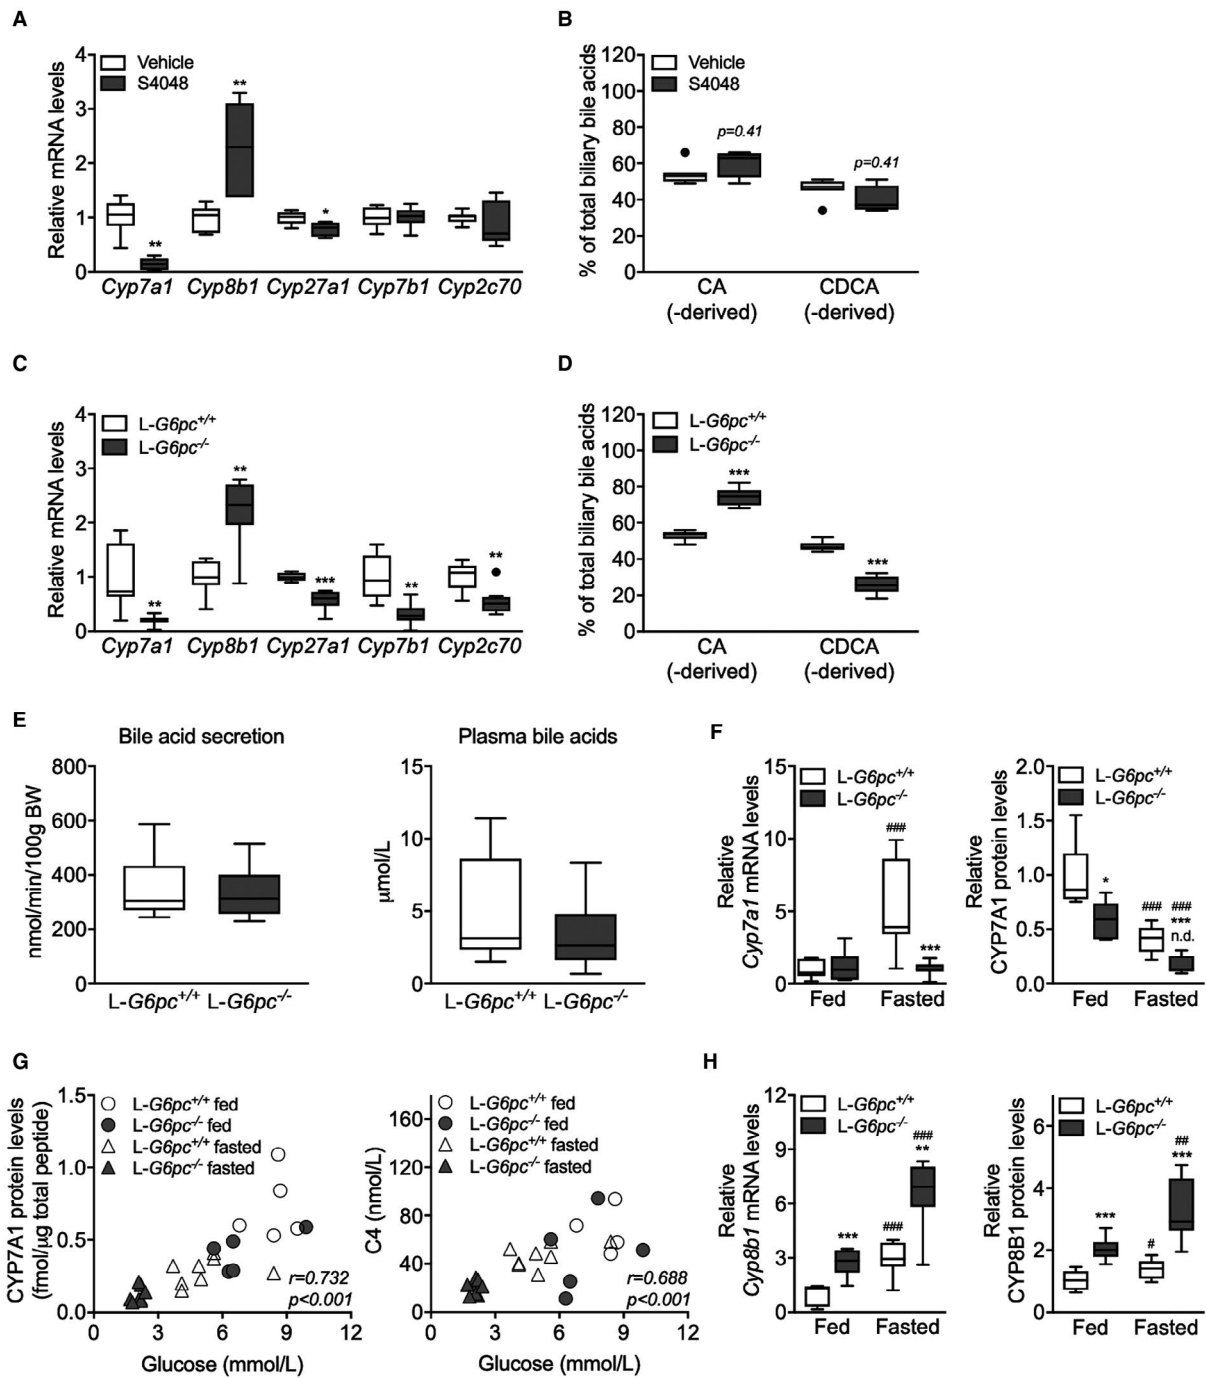 A
Relative mRNA levels
4
3
2
1
0
Vehicle
S4048
**
**
*
Cyp7a1 Cyp8b1 Cyp27a1 Cyp7b1 Cyp2c70
B
% of total biliary bile acids
120
100
80
60
40
20
0
Vehicle
S4048
p=0.41
p=0.41
CA
(-derived)
CDCA
(-derived)
C
Relative mRNA levels
4
3
2
1
0
L-G6pc+/+
L-G6pc-/-
**
**
***
**
**
Cyp7a1 Cyp8b1 Cyp27a1 Cyp7b1 Cyp2c70
D
% of total biliary bile acids
120
100
80
60
40
20
0
L-G6pc+/+
L-G6pc-/-
***
***
CA
(-derived)
CDCA
(-derived)
E
Bile acid secretion
nmol/min/100g BW
800
600
400
200
0
L-G6pc+/+ L-G6pc-/-
Plasma bile acids
μmol/L
15
10
5
0
L-G6pc+/+ L-G6pc-/-
F
Relative
Cyp7a1 mRNA levels
15
10
5
0
L-G6pc+/+
L-G6pc-/-
###
***
Fed Fasted
Relative
CYP7A1 protein levels
2.0
1.5
1.0
0.5
0.0
L-G6pc+/+
L-G6pc-/-
*
###
###
***
n.d.
Fed Fasted
G
CYP7A1 protein levels
(fmol/μg total peptide)
1.5
1.0
0.5
0.0
L-G6pc+/+ fed
L-G6pc-/- fed
L-G6pc+/+ fasted
L-G6pc-/- fasted
r=0.732
p<0.001
0 3 6 9 12
Glucose (mmol/L)
C4 (nmol/L)
160
120
80
40
0
L-G6pc+/+ fed
L-G6pc-/- fed
L-G6pc+/+ fasted
L-G6pc-/- fasted
r=0.688
p<0.001
0 3 6 9 12
Glucose (mmol/L)
H
Relative
Cyp8b1 mRNA levels
12
9
6
3
0
L-G6pc+/+
L-G6pc-/-
***
###
###
**
Fed Fasted
Relative
CYP8B1 protein levels
6
4
2
0
L-G6pc+/+
L-G6pc-/-
***
#
##
***
Fed Fasted